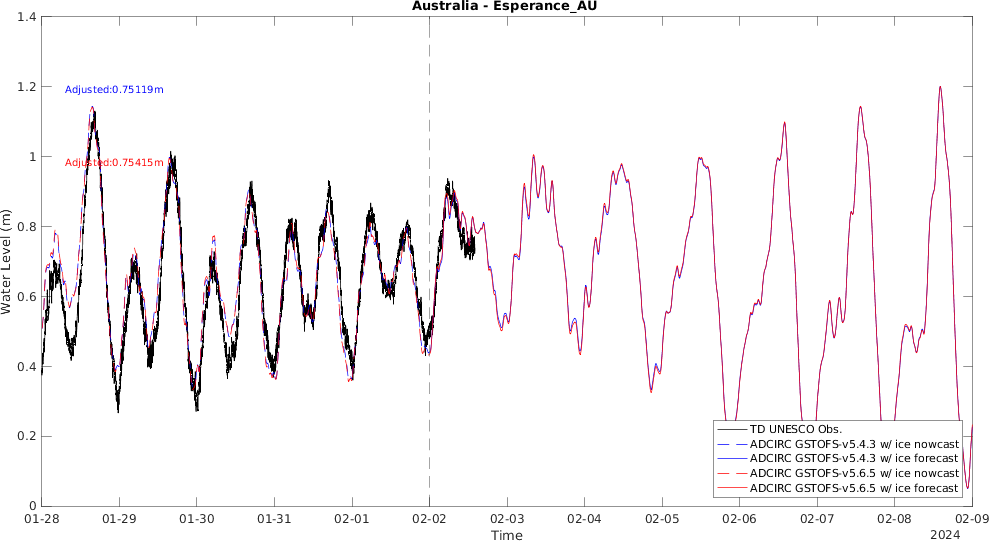 Australia - Esperance_AU
1.4
1.2
1
0.8
0.6
0.4
0.2
0
Water Level (m)
Adjusted:0.75119m
Adjusted:0.75415m
TD UNESCO Obs.
ADCIRC GSTOFS-v5.4.3 w/ ice nowcast
ADCIRC GSTOFS-v5.4.3 w/ ice forecast
ADCIRC GSTOFS-v5.6.5 w/ ice nowcast
ADCIRC GSTOFS-v5.6.5 w/ ice forecast
01-28 01-29 01-30 01-31 02-01 02-02 02-03 02-04 02-05 02-06 02-07 02-08 02-09
Time
2024